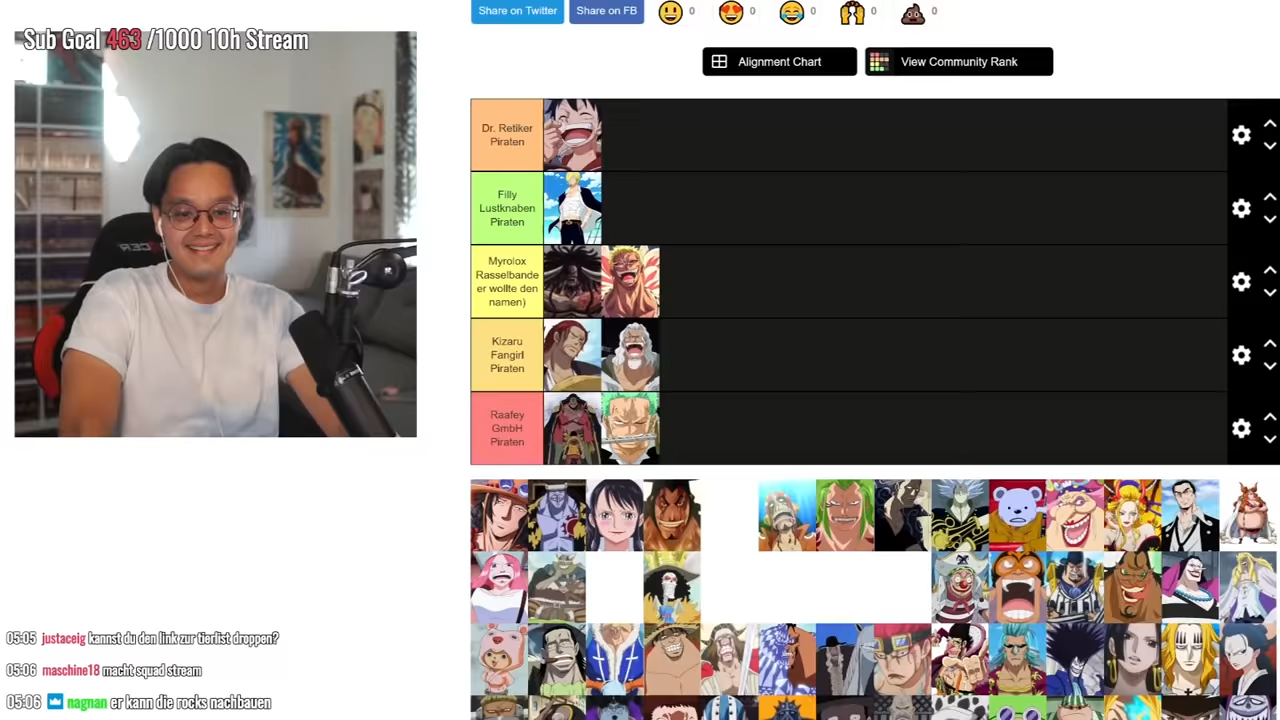 Share on Twitter
Share on FB
0
0
0
0
0
Sub Goal 463 /1000 10h Stream
Alignment Chart
View Community Rank
Dr. Retiker
Piraten
Filly
Lustknaben
Piraten
Myrolox
Rasselbande
er wollte den
namen)
Kizaru
Fangirl
Piraten
Raafey
GmbH
Piraten
05:05 justaceig kannst du den link zur tierlist droppen?
05:06 maschine18 macht squad stream
05:06 nagnan er kann die rocks nachbauen